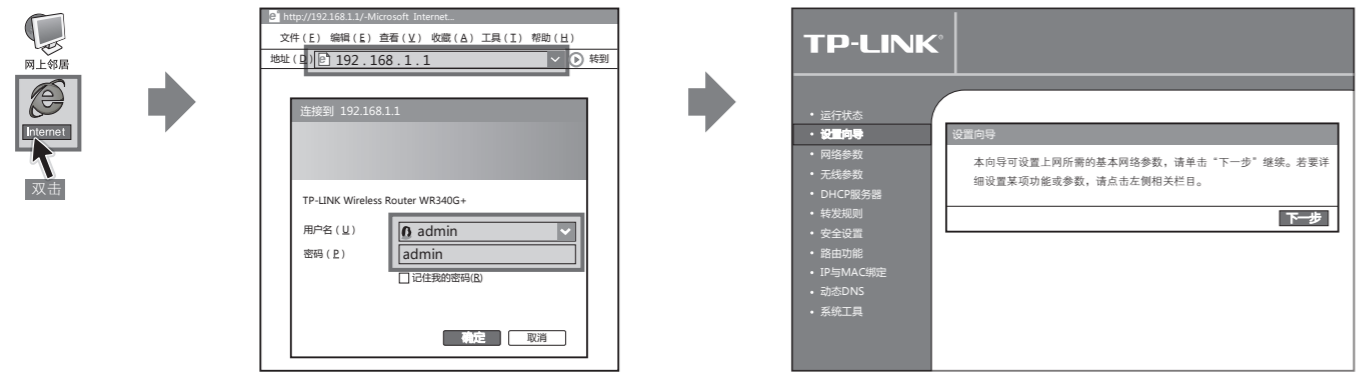 网上邻居
Internet
双击
http://192.168.1.1/-Microsoft Internet...
文件(F) 编辑(E) 查看(V) 收藏(A) 工具(I) 帮助(H)
地址(D) 192.168.1.1 转到
连接到 192.168.1.1
TP-LINK Wireless Router WR340G+
用户名(U) admin
密码(P) admin
记住我的密码(R)
确定 取消
TP-LINK®
• 运行状态
• 设置向导
• 网络参数
• 无线参数
• DHCP服务器
• 转发规则
• 安全设置
• 路由功能
• IP与MAC绑定
• 动态DNS
• 系统工具
设置向导
本向导可设置上网所需的基本网络参数，请单击“下一步”继续。若要详
细设置某项功能或参数，请点击左侧相关栏目。
下一步